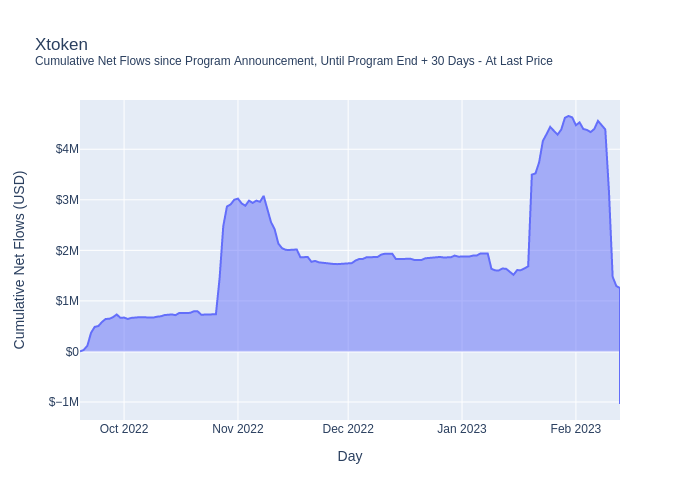 Xtoken
Cumulative Net Flows since Program Announcement, Until Program End + 30 Days - At Last Price
Cumulative Net Flows (USD)
$4M
$3M
$2M
$1M
$0
$−1M
Oct 2022
Nov 2022
Dec 2022
Jan 2023
Feb 2023
Day